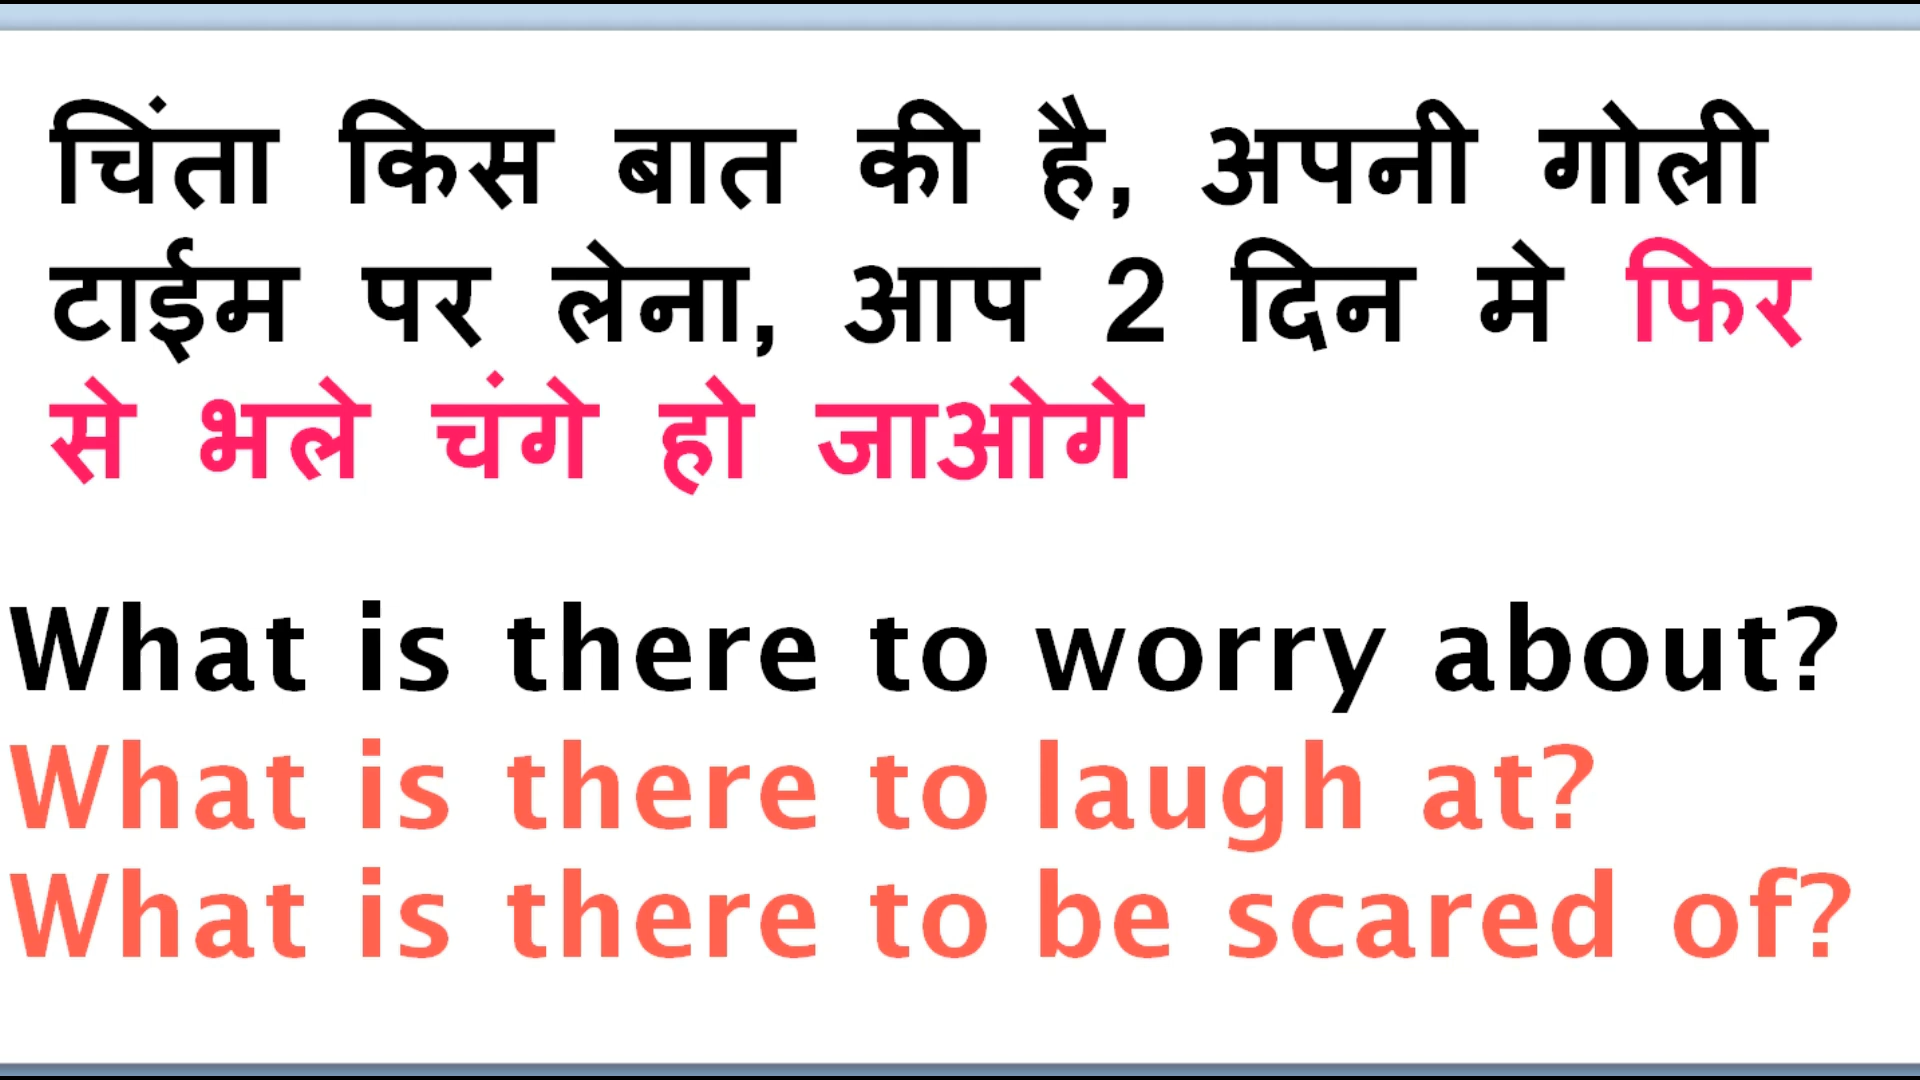 चिंता किस बात की है, अपनी गोली
टाईम पर लेना, आप 2 दिन मे फिर
से भले चंगे हो जाओगे
What is there to worry about?
What is there to laugh at?
What is there to be scared of?